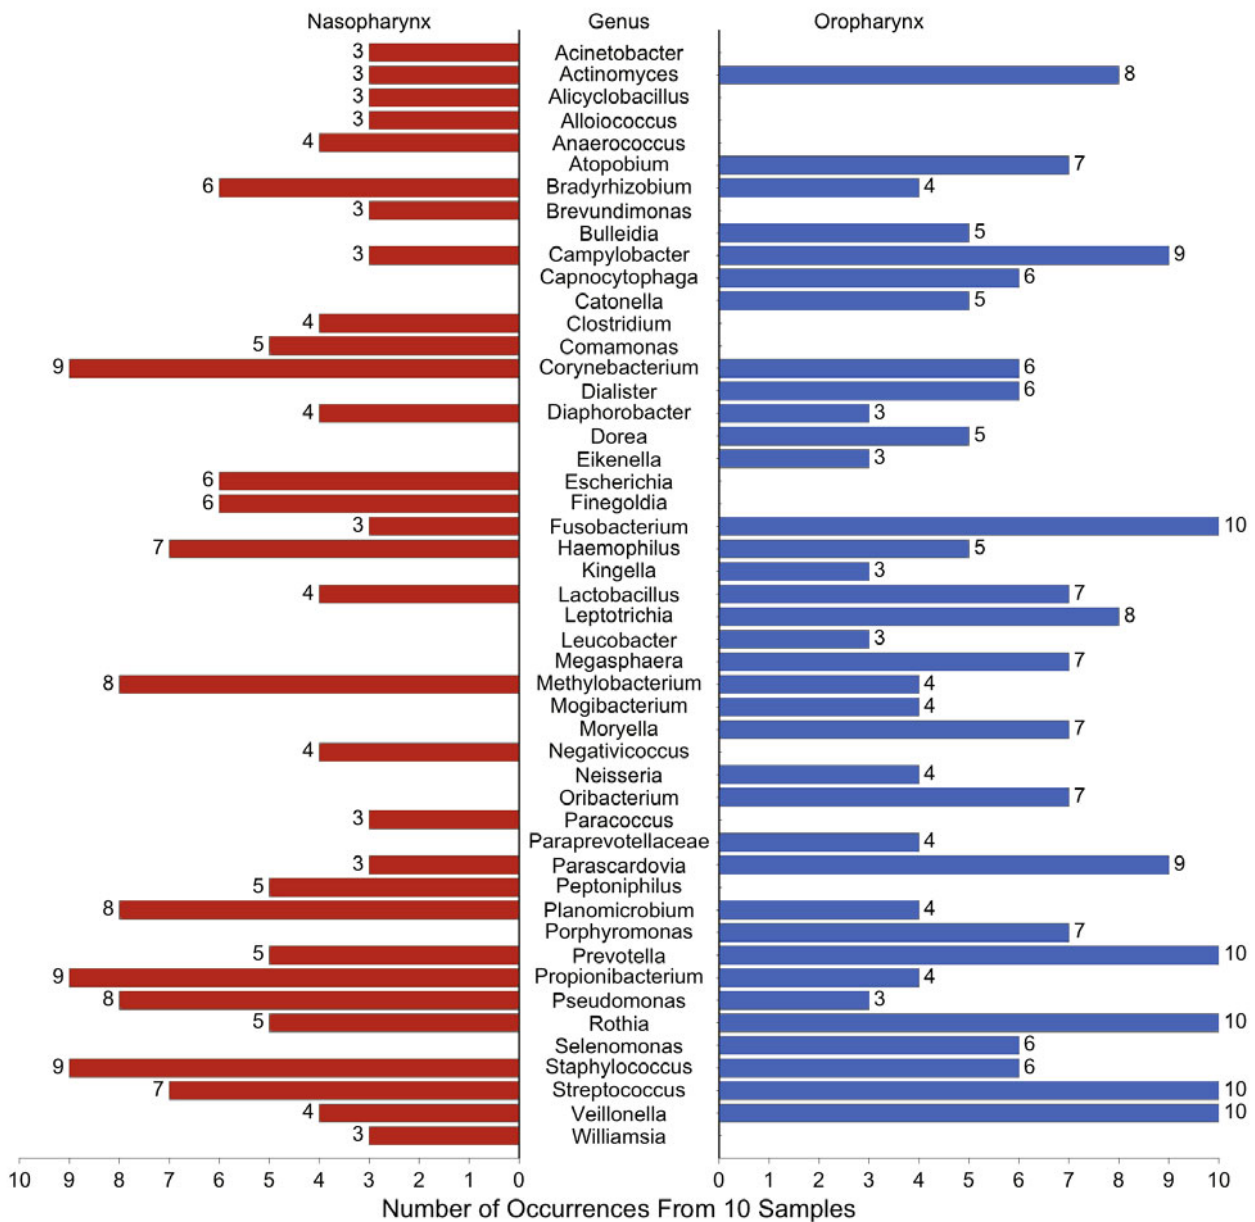 Nasopharynx Genus Oropharynx
3 Acinetobacter
3 Actinomyces 8
3 Alicyclobacillus
3 Alloiococcus
4 Anaerococcus
Atopobium 7
6 Bradyrhizobium 4
3 Brevundimonas
Bulleidia 5
3 Campylobacter 9
Capnocytophaga 6
Catonella 5
4 Clostridium
5 Comamonas
9 Corynebacterium 6
Dialister 6
4 Diaphorobacter 3
Dorea 5
Eikenella 3
6 Escherichia
6 Finegoldia
3 Fusobacterium 10
7 Haemophilus 5
Kingella 3
4 Lactobacillus 7
Leptotrichia 8
Leucobacter 3
Megasphaera 7
8 Methylobacterium 4
Mogibacterium 4
Moryella 7
4 Negativicoccus
Neisseria 4
Oribacterium 7
3 Paracoccus
Paraprevotellaceae 4
3 Parascardovia 9
5 Peptoniphilus
8 Planomicrobium 4
Porphyromonas 7
5 Prevotella 10
9 Propionibacterium 4
8 Pseudomonas 3
5 Rothia 10
Selenomonas 6
9 Staphylococcus 6
7 Streptococcus 10
4 Veillonella 10
3 Williamsia
10 9 8 7 6 5 4 3 2 1 0 0 1 2 3 4 5 6 7 8 9 10
Number of Occurrences From 10 Samples